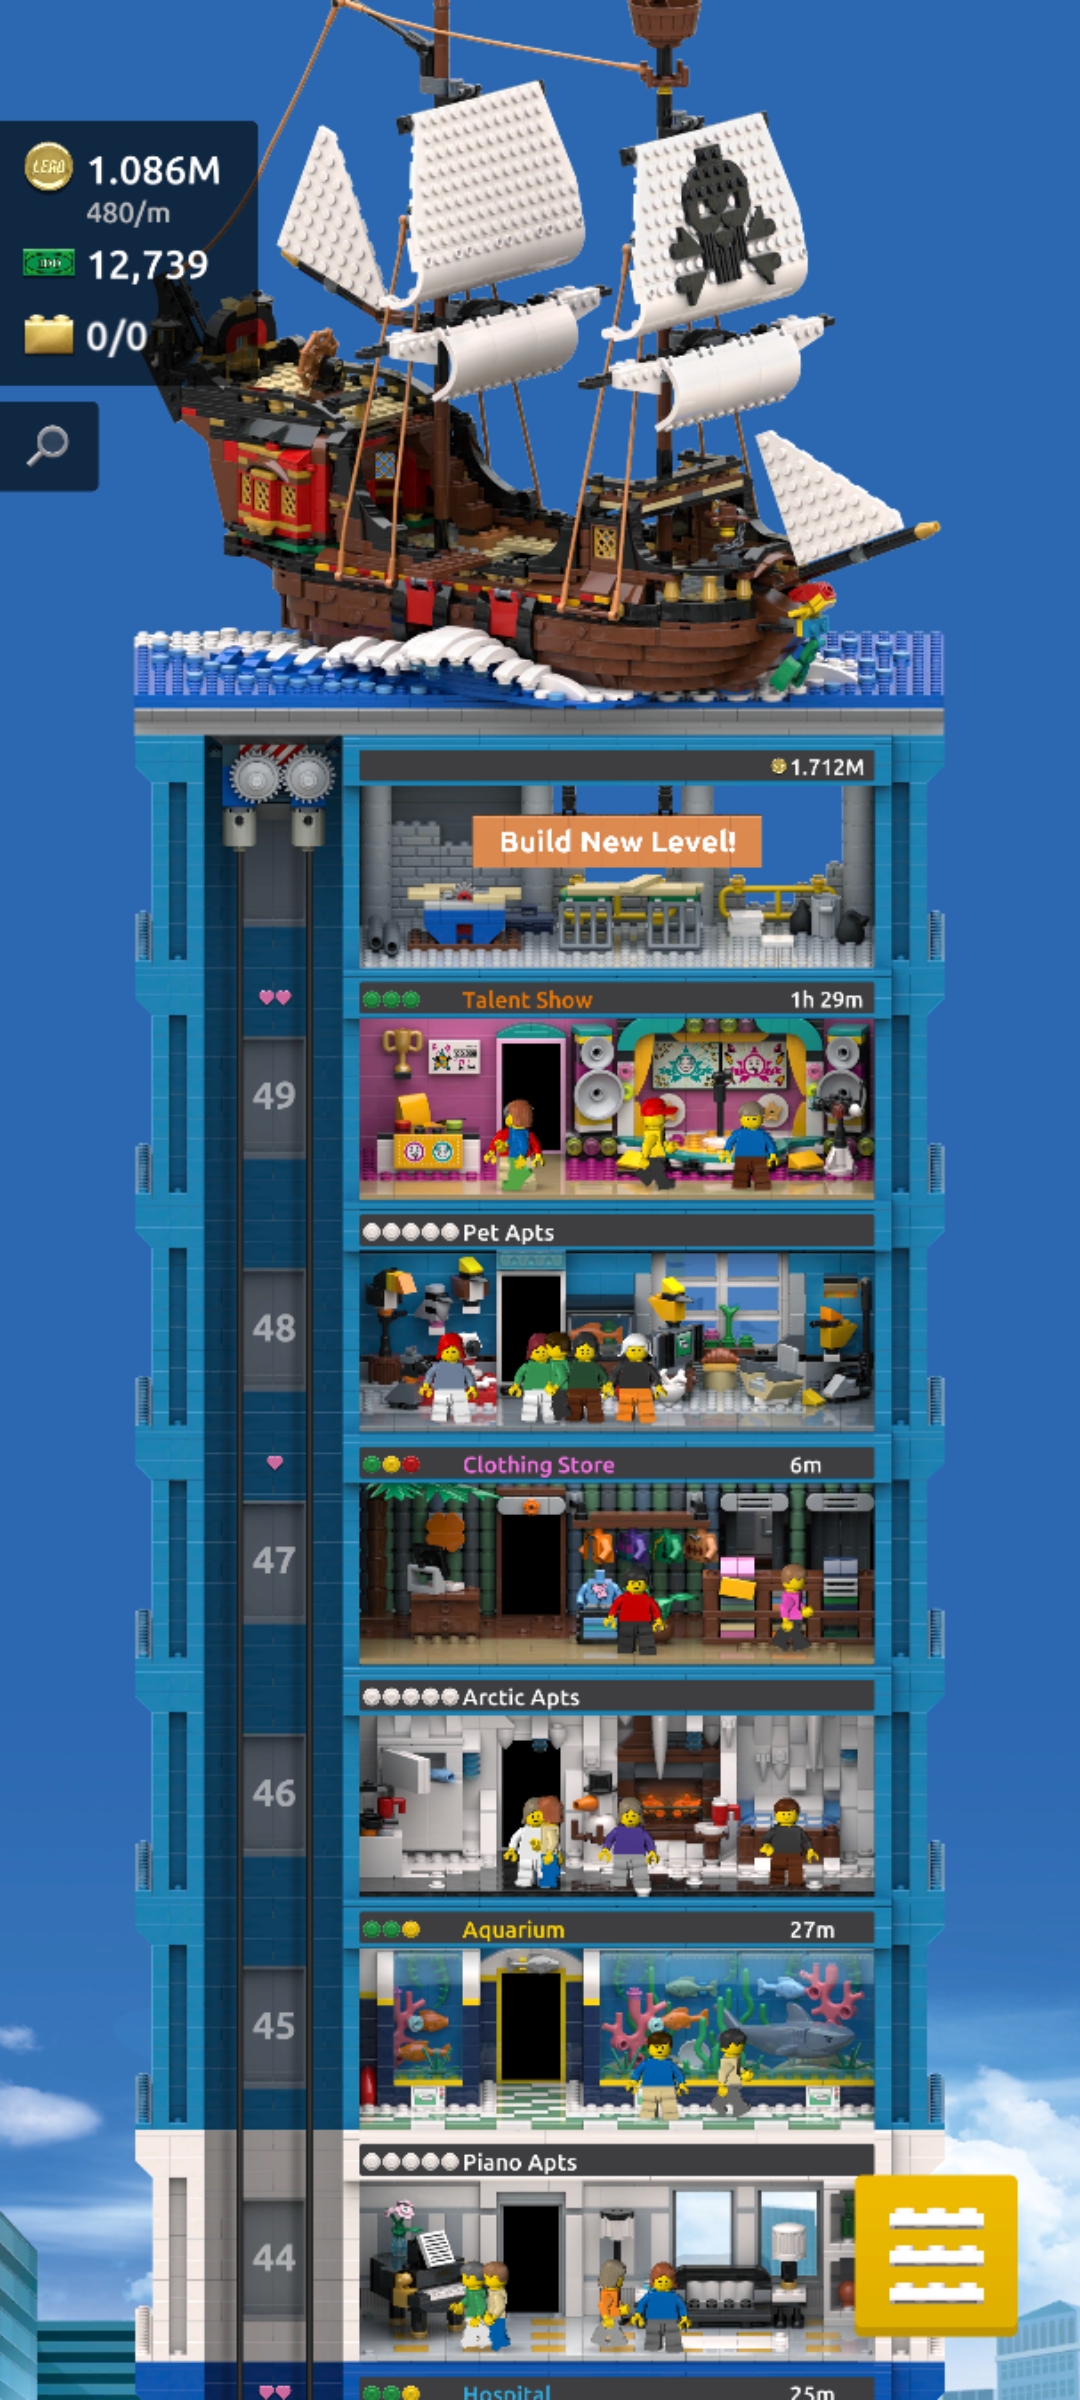 LEGO
1.086M
480/m
12,739
0/0
1.712M
Build New Level!
Talent Show 1h 29m
49
Pet Apts
48
Clothing Store 6m
47
Arctic Apts
46
Aquarium 27m
45
Piano Apts
44
Hospital 25m